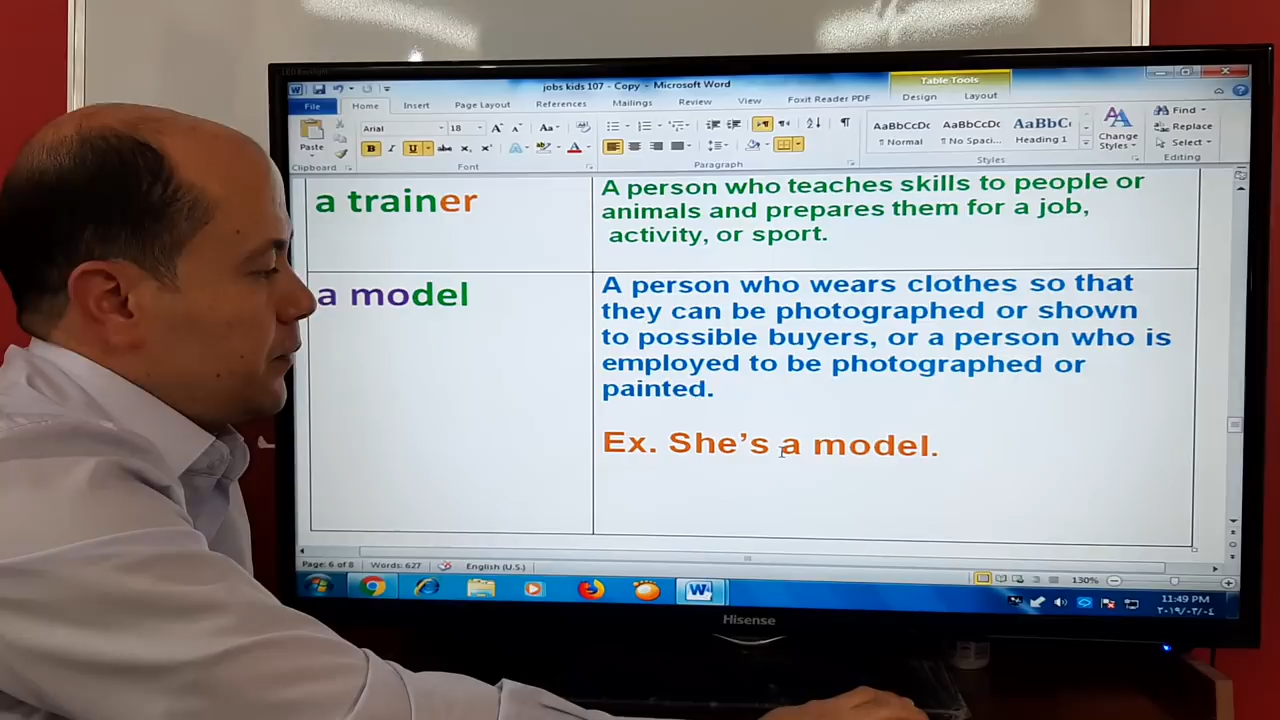 LED Backlight
jobs kids 107 - Copy - Microsoft Word
Table Tools
File Home Insert Page Layout References Mailings Review View Foxit Reader PDF Design Layout
Paste
Arial 18
AaBbCcDc AaBbCcDc AaBbC
¶ Normal ¶ No Spaci... Heading 1
Change
Styles
Find
Replace
Select
Clipboard Font Paragraph Styles Editing
a trainer
A person who teaches skills to people or
animals and prepares them for a job,
activity, or sport.
a model
A person who wears clothes so that
they can be photographed or shown
to possible buyers, or a person who is
employed to be photographed or
painted.
Ex. She’s a model.
Page: 6 of 8 Words: 627 English (U.S.) 130%
11:49 PM
٢٠١٩/٠٢/٠٤
Hisense